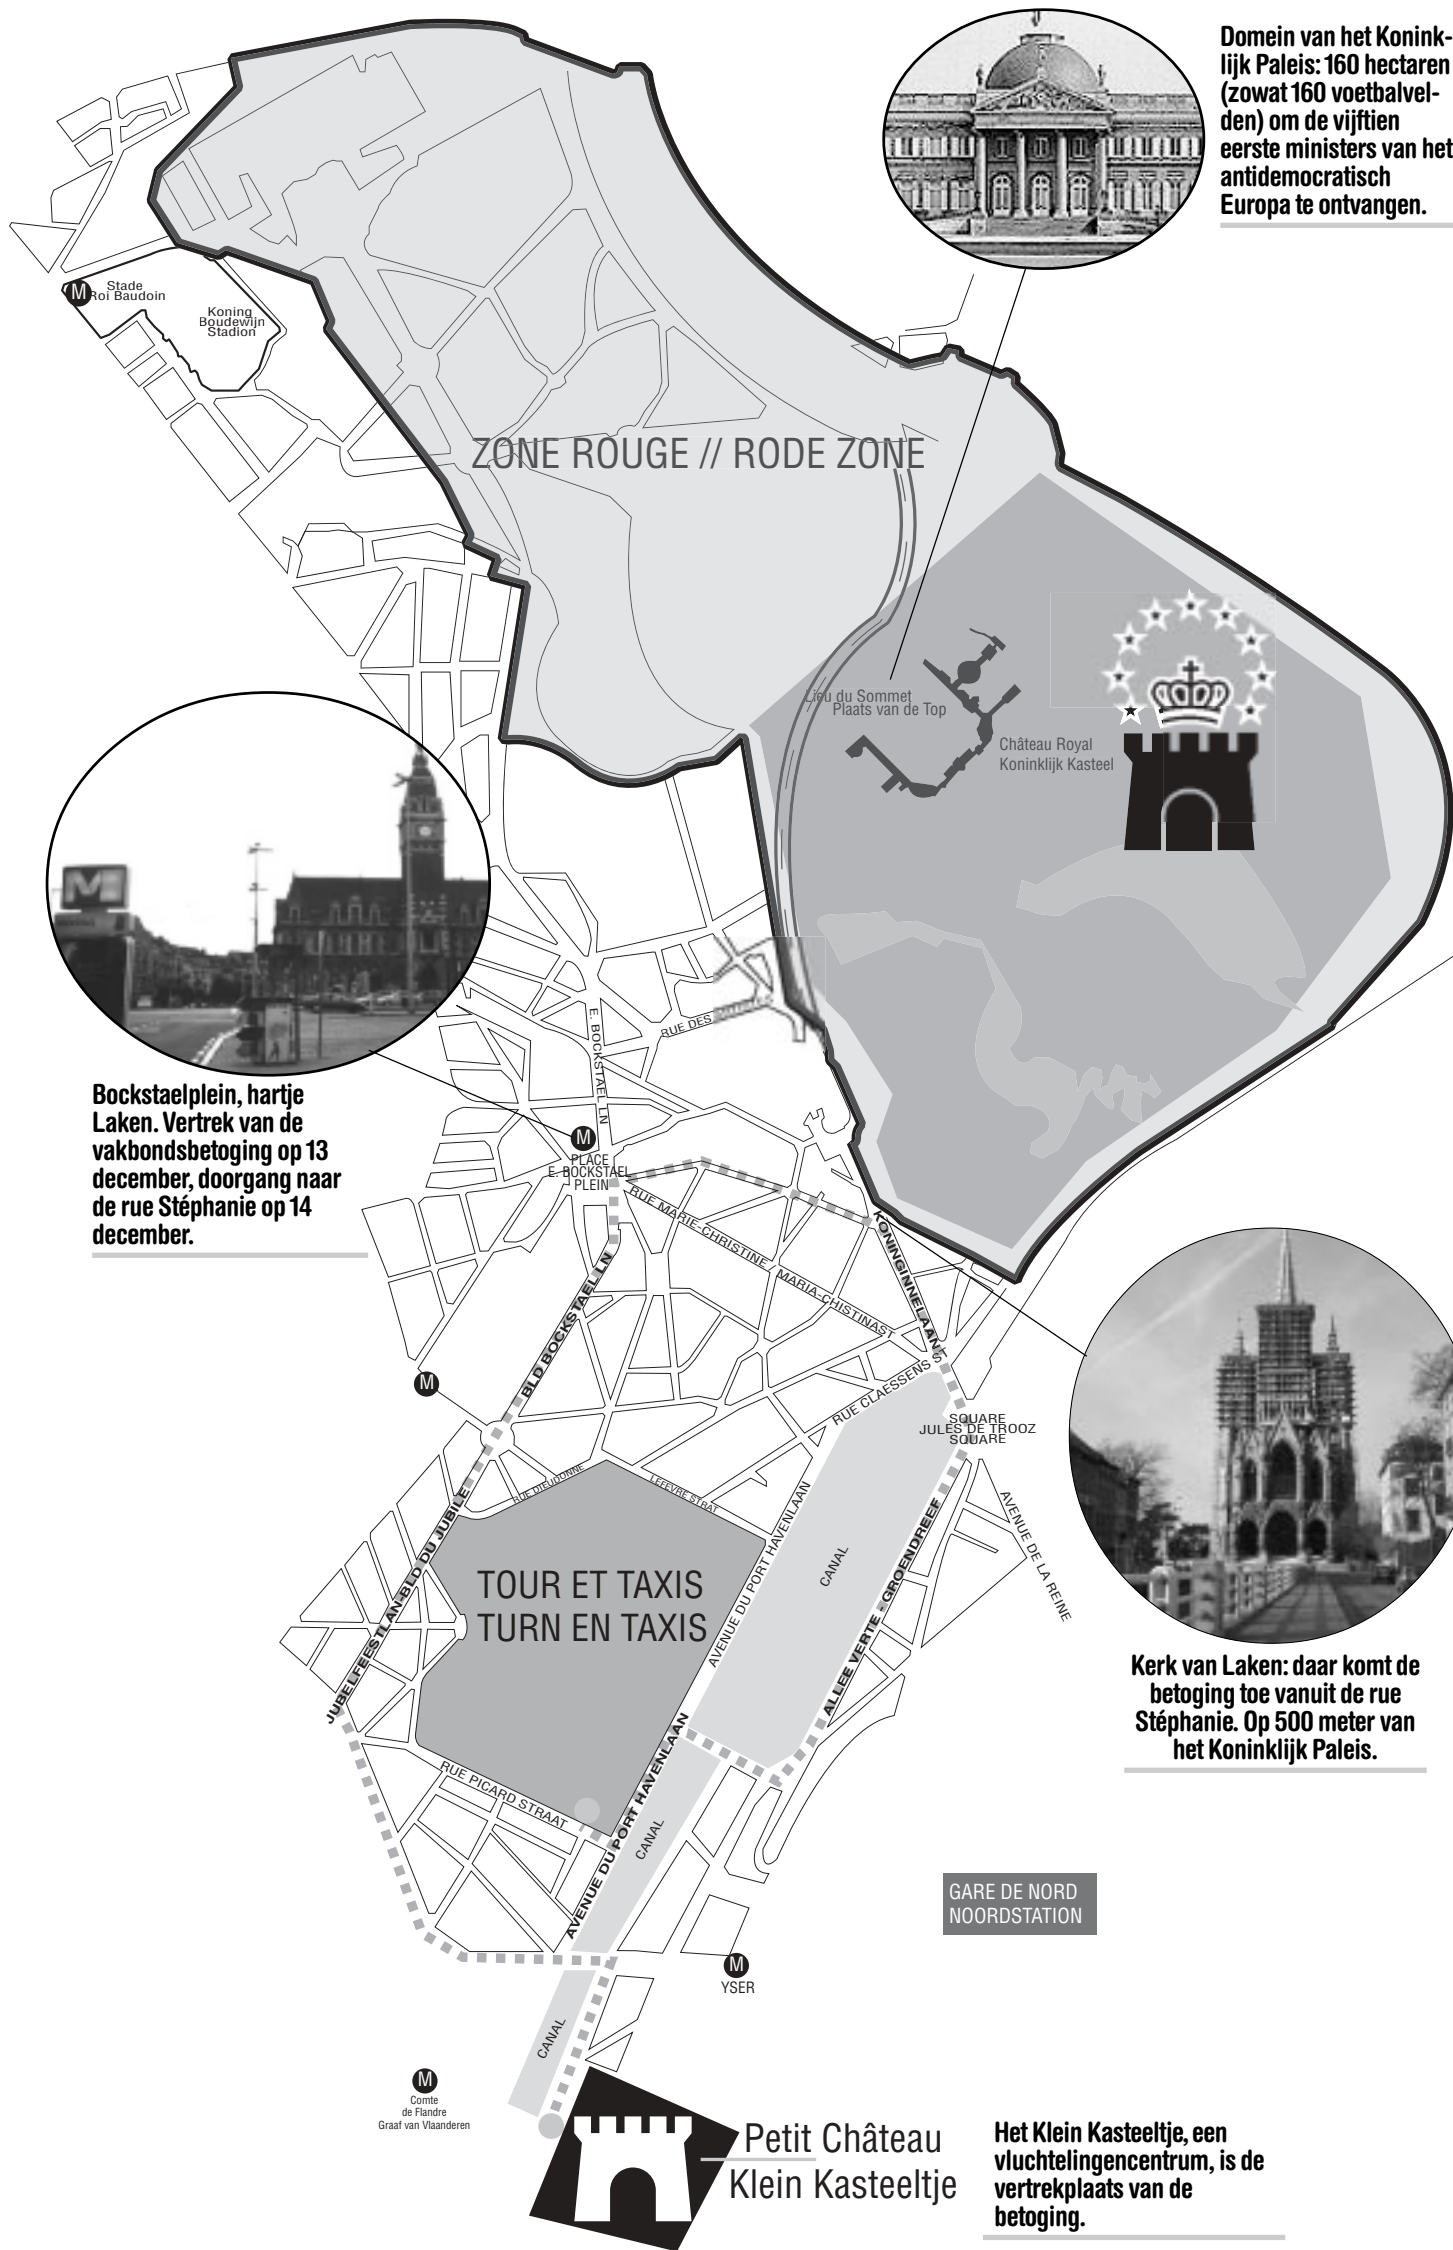 Domein van het Konink-
lijk Paleis: 160 hectaren
(zowat 160 voetbalvel-
den) om de vijftien
eerste ministers van het
antidemocratisch
Europa te ontvangen.
M
Stade
Roi Baudoin
Koning
Boudewijn
Stadion
ZONE ROUGE // RODE ZONE
Lieu du Sommet
Plaats van de Top
Château Royal
Koninklijk Kasteel
M
Bockstaelplein, hartje
Laken. Vertrek van de
vakbondsbetoging op 13
december, doorgang naar
de rue Stéphanie op 14
december.
E. BOCKSTAEL LN
RUE DES
M
PLACE
E. BOCKSTAEL
PLEIN
RUE MARIE-CHRISTINE / MARIA-CHISTINAST
KONINGINNELAAN
BLD BOCKSTAEL LN
M
RUE CLAESSENS
SQUARE
JULES DE TROOZ
SQUARE
RUE DIEUDONNE
LEFEVRE STRAT
JUBELFEESTLAN-BLD DU JUBILE
TOUR ET TAXIS
TURN EN TAXIS
AVENUE DU PORT HAVENLAAN
CANAL
ALLEE VERTE - GROENDREEF
AVENUE DE LA REINE
Kerk van Laken: daar komt de
betoging toe vanuit de rue
Stéphanie. Op 500 meter van
het Koninklijk Paleis.
RUE PICARD STRAAT
AVENUE DU PORT HAVENLAAN
CANAL
GARE DE NORD
NOORDSTATION
M
YSER
CANAL
M
Comte
de Flandre
Graaf van Vlaanderen
Petit Château
Klein Kasteeltje
Het Klein Kasteeltje, een
vluchtelingencentrum, is de
vertrekplaats van de
betoging.